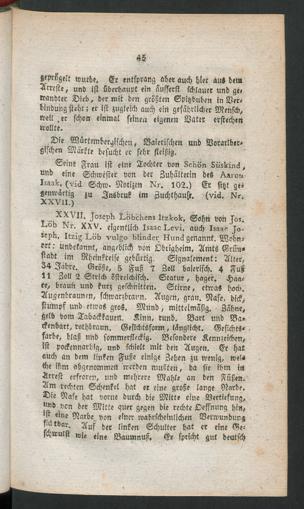 45
geprügelt wurde. Er entsprang aber auch hier aus dem
Arreste, und ist überhaupt ein äusserst schlauer und ge-
wandter Dieb, der mit den größten Spizbuben in Ver-
bindung steht; er ist zugleich auch ein gefährlicher Mensch,
weil er schon einmal seinen eigenen Vater erstechen
wollte.
Die Würtembergischen, Baierischen und Vorarlber-
gischen Märkte besucht er sehr fleißig.
Seine Frau ist eine Tochter von Schön Süskind,
und eine Schwester von der Zuhälterin des Aaron
Isaak. (vid Schw. Notizen Nr. 102.) Er sizt ge-
genwärtig zu Insbruk im Zuchthause. (vid. Nr.
XXVII.)
XXVII. Joseph Löbchens Itzkok, Sohn von Jos.
Löb Nr. XXV. eigentlich Isaac Levi, auch Isaac Jo-
seph, Itzig Löb vulgo blinder Hund genannt. Wohn-
ort: unbekannt, angeblich von Obrigheim, Amts Grün-
stadt im Rheinkreise gebürtig. Signalement: Alter,
34 Jahre. Größe, 5 Fuß 7 Zoll baierisch. 4 Fuß
11 Zoll 2 Strich östreichisch. Statur, hager. Haa-
re, braun und kurz geschnitten. Stirne, etwas hoch.
Augenbraunen, schwarzbraun. Augen, grau, Nase, dick,
stumpf und etwas groß. Mund, mittelmäßig. Zähne,
gelb vom Tabackkauen. Kinn, rund. Bart und Ba-
ckenbart, rothbraun. Gesichtsform, länglicht. Gesichts-
farbe, blaß und sommerfleckig. Besondere Kennzeichen,
ist pockennarbig, und schielt mit den Augen. Er hat
auch an dem linken Fuße einige Zehen zu wenig, wel-
che ihm abgenommen werden mußten, da sie ihm in
Arrest erfroren, und mehrere Mahle an den Füßen.
Am rechten Schenkel hat er eine große lange Narbe.
Die Nase hat vorne durch die Mitte eine Vertiefung,
und von der Mitte quer gegen die rechte Oeffnung hin,
ist eine Narbe von einer wahrscheinlichen Verwundung
sichtbar. Auf der linken Schulter hat er eine Ge-
schwulst wie eine Baumnuß. Er spricht gut deutsch